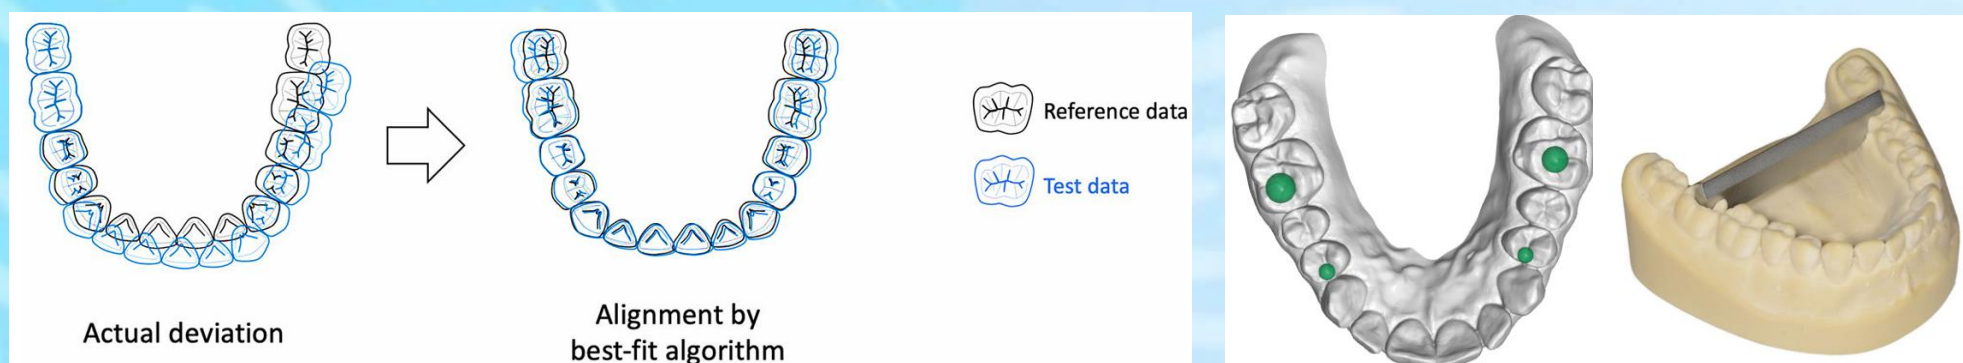 Reference data
Test data
Actual deviation
Alignment by
best-fit algorithm